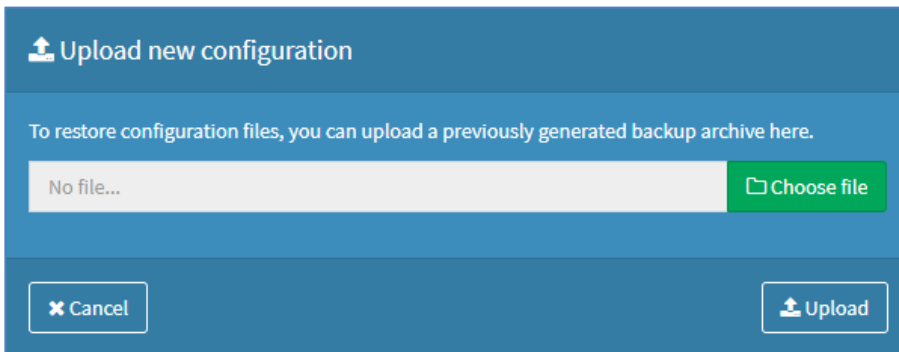 Upload new configuration
To restore configuration files, you can upload a previously generated backup archive here.
No file...
Choose file
Cancel
Upload